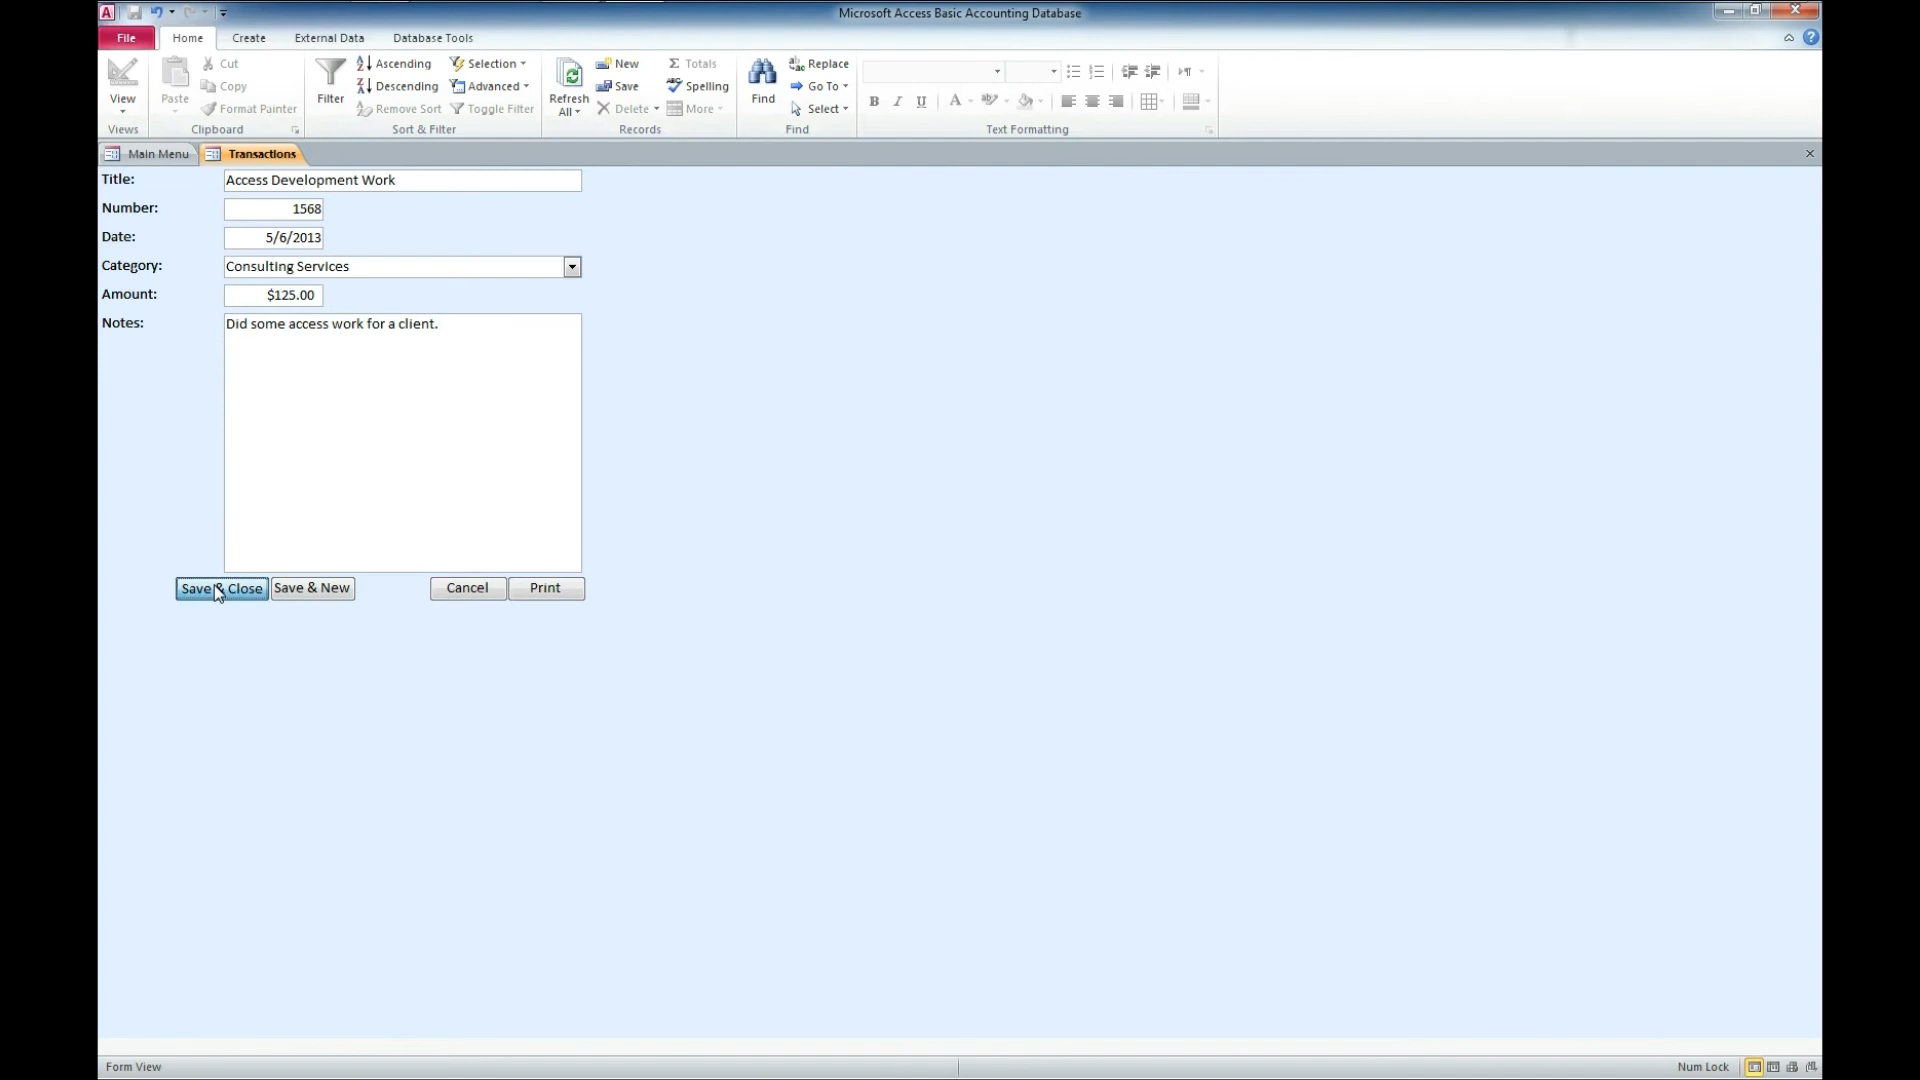 Microsoft Access Basic Accounting Database
File Home Create External Data Database Tools
Cut Ascending Selection New Totals Replace
Copy Descending Advanced Save Spelling Go To
View Paste Format Painter Filter Remove Sort Toggle Filter Refresh All Delete More Find Select
B I U A
Views Clipboard Sort & Filter Records Find Text Formatting
Main Menu Transactions
Title: Access Development Work
Number: 1568
Date: 5/6/2013
Category: Consulting Services
Amount: $125.00
Notes: Did some access work for a client.
Save & Close Save & New Cancel Print
Form View Num Lock